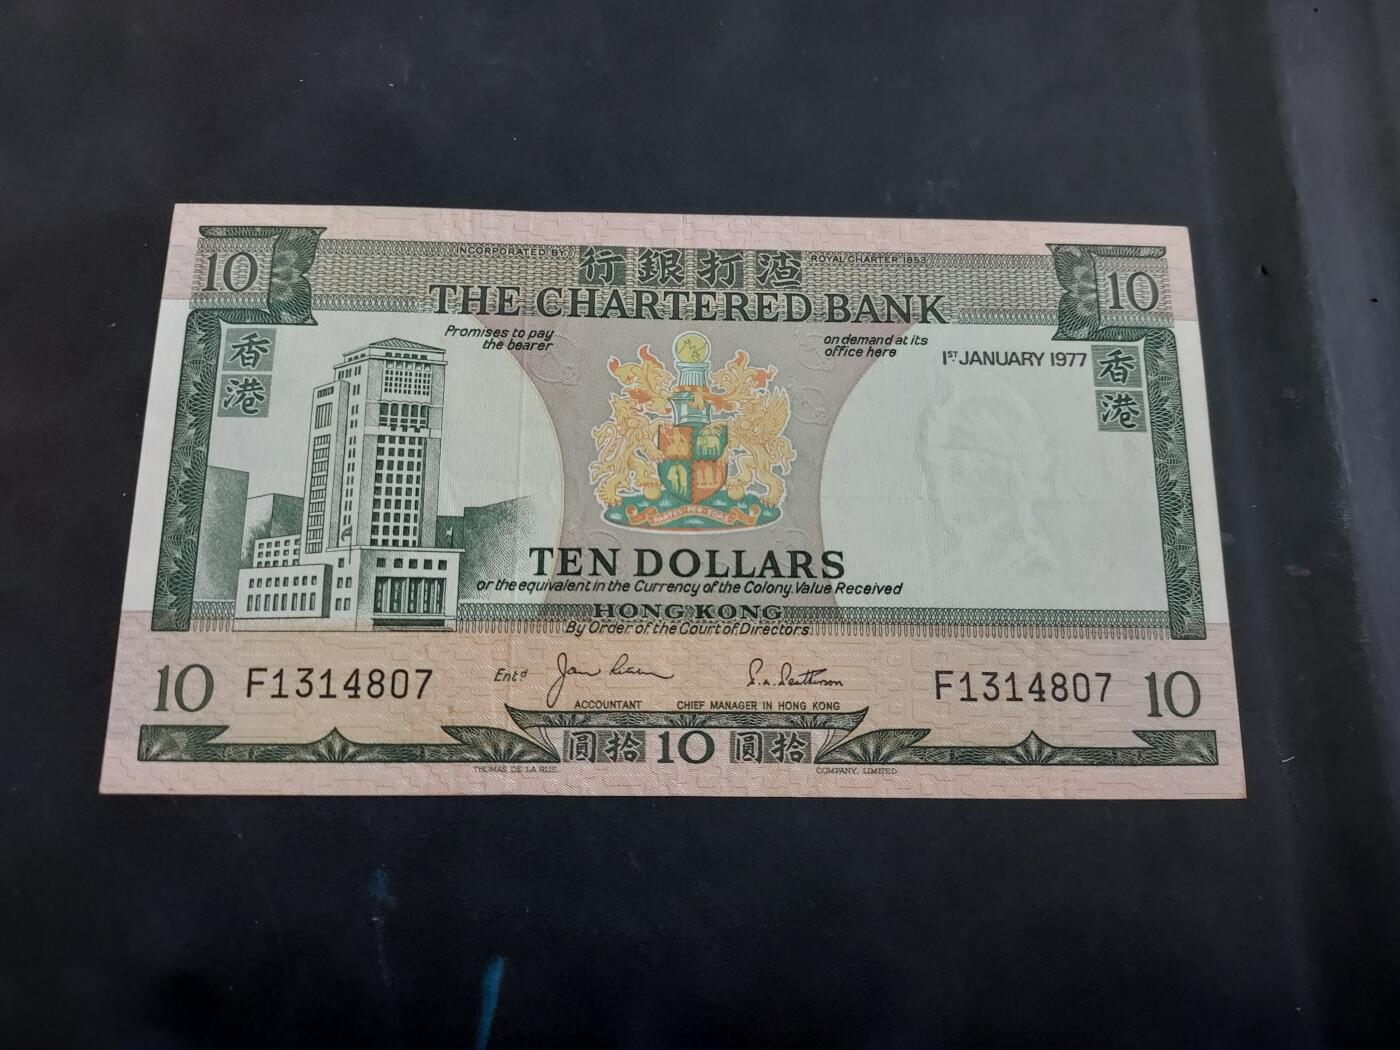 10
INCORPORATED BY
行銀打渣
ROYAL CHARTER 1853
10
THE CHARTERED BANK
香港
Promises to pay
the bearer
on demand at its
office here
1ST JANUARY 1977
香港
TEN DOLLARS
or the equivalent in the Currency of the Colony. Value Received
HONG KONG
By Order of the Court of Directors.
10
F1314807
Entd
F1314807
10
ACCOUNTANT
CHIEF MANAGER IN HONG KONG
圓拾 10 圓拾
THOMAS DE LA RUE
COMPANY, LIMITED